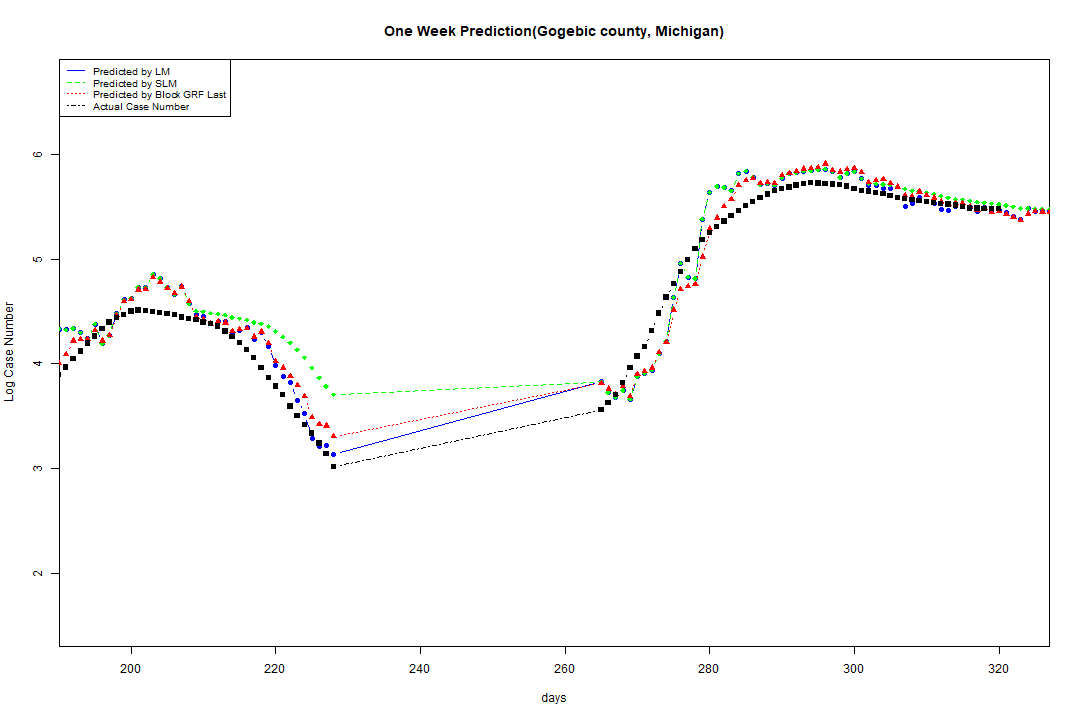 One Week Prediction(Gogebic county, Michigan)
Predicted by LM
Predicted by SLM
Predicted by Block GRF Last
Actual Case Number
6
5
4
3
2
Log Case Number
200 220 240 260 280 300 320
days